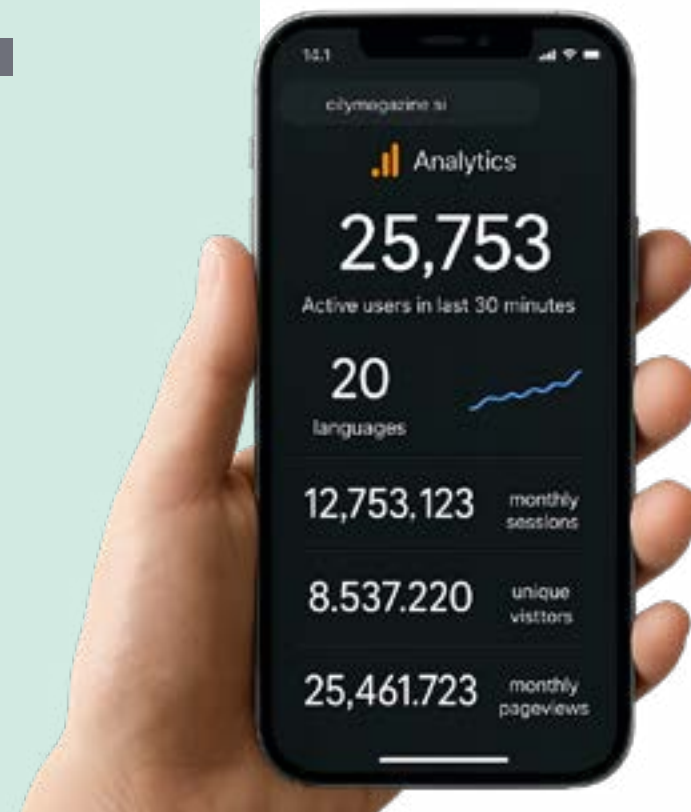 14.1
citymagazine si
Analytics
25,753
Active users in last 30 minutes
20
languages
12,753,123 monthly
sessions
8.537.220 unique
visttors
25,461.723 monthly
pageviews